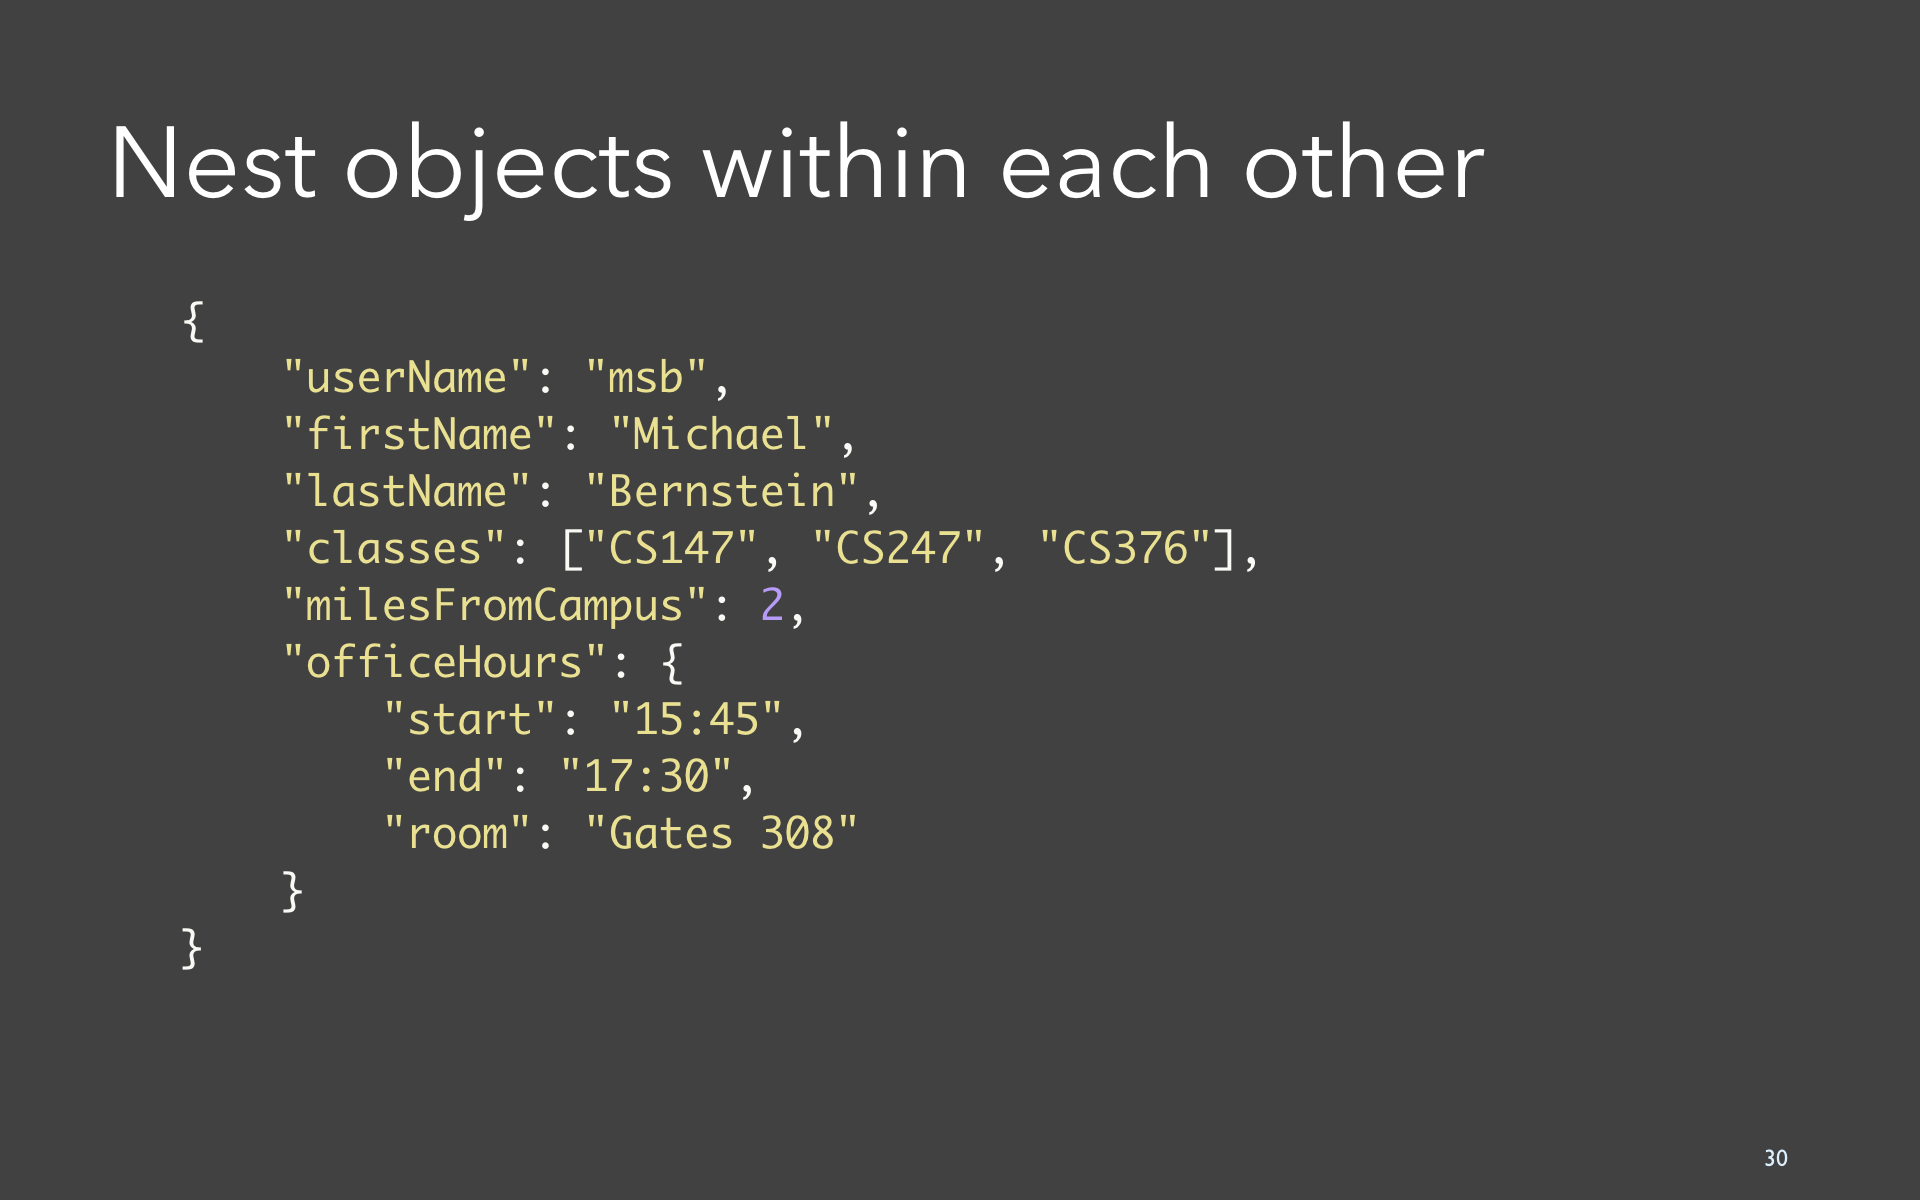 Nest objects within each other
{
    "userName": "msb",
    "firstName": "Michael",
    "lastName": "Bernstein",
    "classes": ["CS147", "CS247", "CS376"],
    "milesFromCampus": 2,
    "officeHours": {
        "start": "15:45",
        "end": "17:30",
        "room": "Gates 308"
    }
}
30